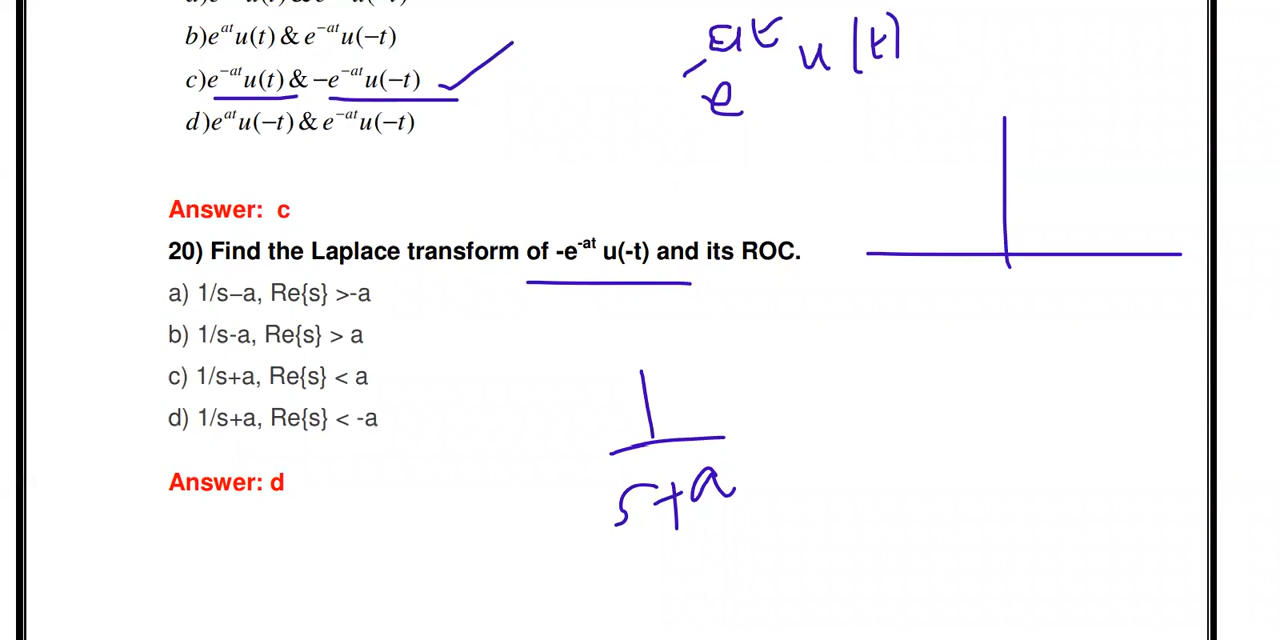 b)e^{at}u(t) & e^{−at}u(−t)
c)e^{−at}u(t) & −e^{−at}u(−t)
d)e^{at}u(−t) & e^{−at}u(−t)
u(t)
e
Answer: c
20) Find the Laplace transform of -e^{-at} u(-t) and its ROC.
a) 1/s–a, Re{s} >-a
b) 1/s-a, Re{s} > a
c) 1/s+a, Re{s} < a
d) 1/s+a, Re{s} < -a
1
s+a
Answer: d